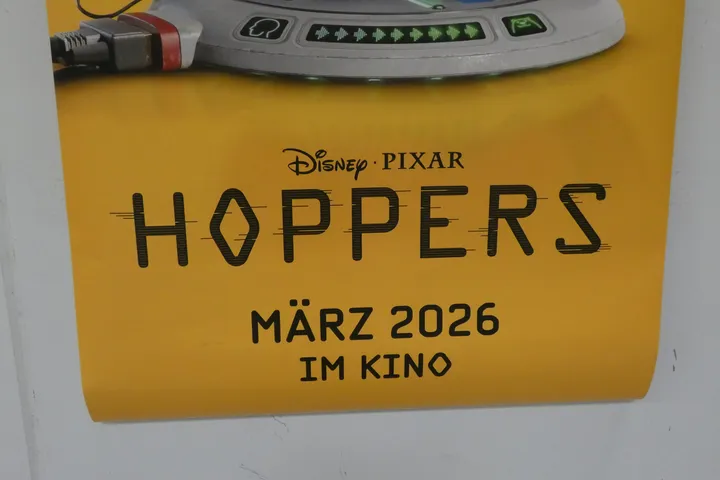 Disney · PIXAR
HOPPERS
MÄRZ 2026
IM KINO